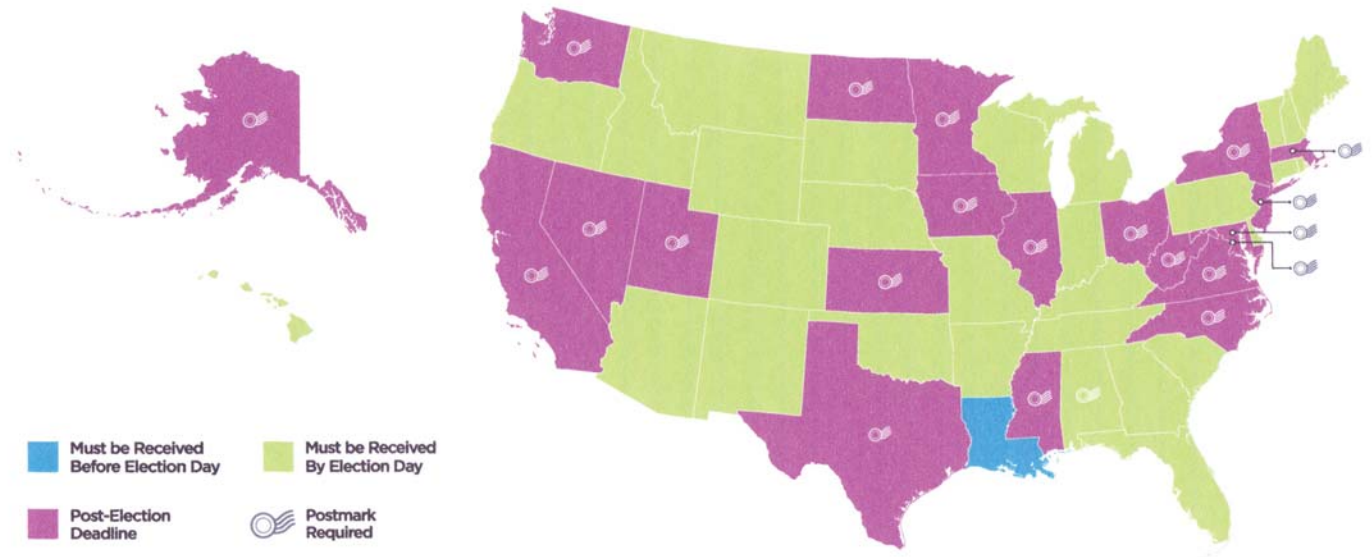 Must be Received
Before Election Day
Must be Received
By Election Day
Post-Election
Deadline
Postmark
Required